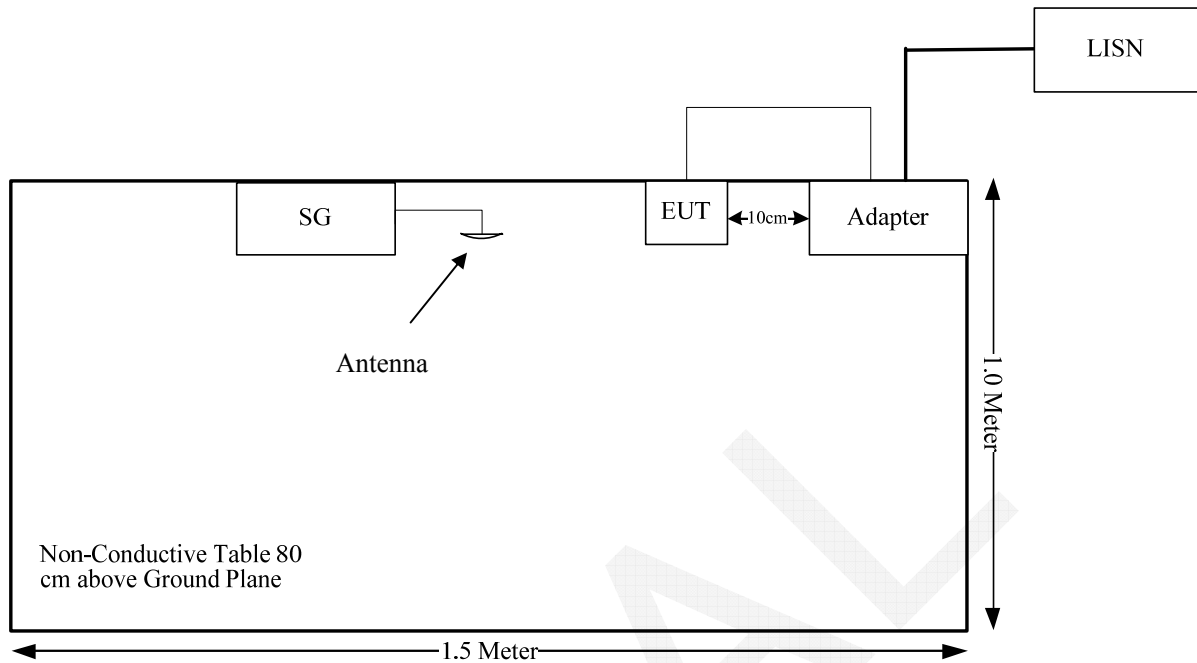 LISN
SG
EUT
10cm
Adapter
Antenna
1.0 Meter
Non-Conductive Table 80
cm above Ground Plane
1.5 Meter